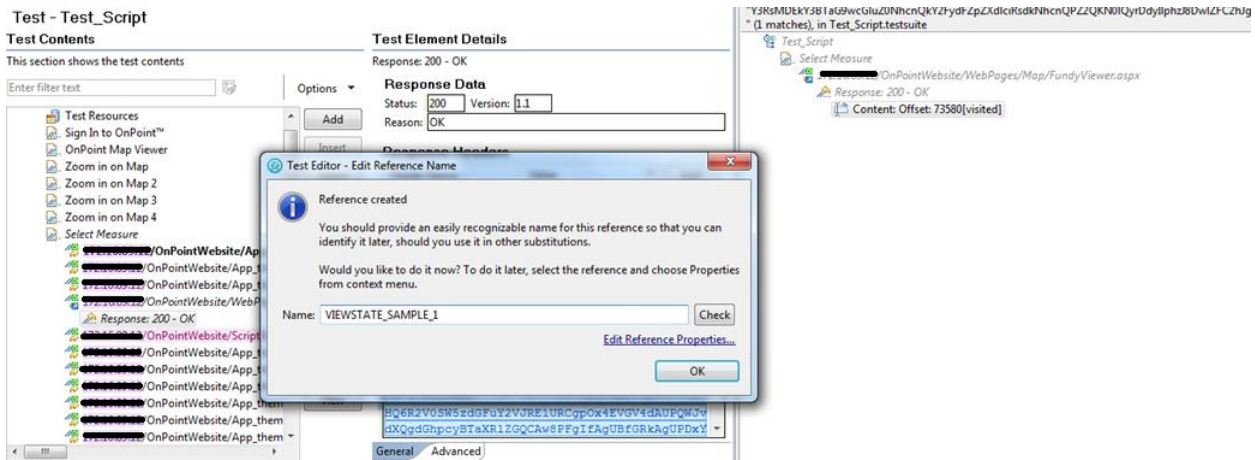 Test - Test_Script
Test Contents
This section shows the test contents
Enter filter text
Options
Test Resources
Sign In to OnPoint™
OnPoint Map Viewer
Zoom in on Map
Zoom in on Map 2
Zoom in on Map 3
Zoom in on Map 4
Select Measure
/OnPointWebsite/Ap
/OnPointWebsite/App_t
/OnPointWebsite/App_t
/OnPointWebsite/WebP
Response: 200 - OK
/OnPointWebsite/Script
/OnPointWebsite/App_t
/OnPointWebsite/App_t
/OnPointWebsite/App_t
/OnPointWebsite/App_t
/OnPointWebsite/App_them
/OnPointWebsite/App_them
/OnPointWebsite/App_them
Add
Insert
Test Element Details
Response: 200 - OK
Response Data
Status: 200 Version: 1.1
Reason: OK
Response Headers
Test Editor - Edit Reference Name
Reference created
You should provide an easily recognizable name for this reference so that you can
identify it later, should you use it in other substitutions.
Would you like to do it now? To do it later, select the reference and choose Properties
from context menu.
Name: VIEWSTATE_SAMPLE_1 Check
Edit Reference Properties...
OK
General Advanced
" (1 matches), in Test_Script.testsuite
Test_Script
Select Measure
/OnPointWebsite/WebPages/Map/FundyViewer.aspx
Response: 200 - OK
Content: Offset: 73580[visited]